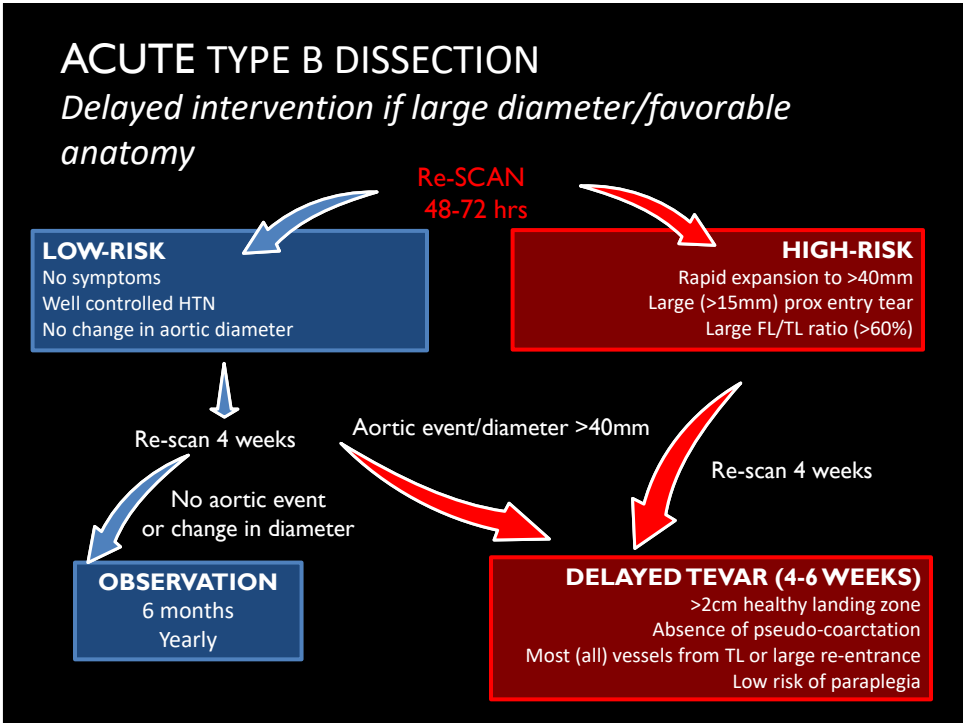 ACUTE TYPE B DISSECTION
Delayed intervention if large diameter/favorable
anatomy
Re-SCAN
48-72 hrs
LOW-RISK
No symptoms
Well controlled HTN
No change in aortic diameter
HIGH-RISK
Rapid expansion to >40mm
Large (>15mm) prox entry tear
Large FL/TL ratio (>60%)
Re-scan 4 weeks
Aortic event/diameter >40mm
Re-scan 4 weeks
No aortic event
or change in diameter
OBSERVATION
6 months
Yearly
DELAYED TEVAR (4-6 WEEKS)
>2cm healthy landing zone
Absence of pseudo-coarctation
Most (all) vessels from TL or large re-entrance
Low risk of paraplegia